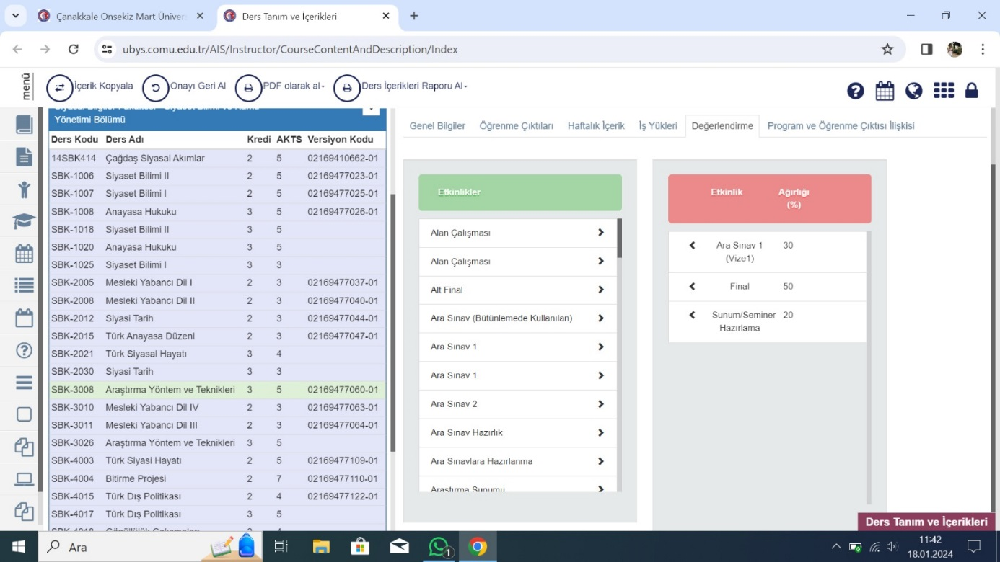 Çanakkale Onsekiz Mart Üniver
Ders Tanım ve İçerikleri
ubys.comu.edu.tr/AIS/Instructor/CourseContentAndDescription/Index
menü
İçerik Kopyala
Onayı Geri Al
PDF olarak al
Ders İçerikleri Raporu Al
Yönetimi Bölümü
Ders Kodu Ders Adı Kredi AKTS Versiyon Kodu
14SBK414 Çağdaş Siyasal Akımlar 2 5 02169410662-01
SBK-1006 Siyaset Bilimi II 2 5 02169477023-01
SBK-1007 Siyaset Bilimi I 2 5 02169477025-01
SBK-1008 Anayasa Hukuku 3 5 02169477026-01
SBK-1018 Siyaset Bilimi II 3 5
SBK-1020 Anayasa Hukuku 3 5
SBK-1025 Siyaset Bilimi I 3 3
SBK-2005 Mesleki Yabancı Dil I 2 3 02169477037-01
SBK-2008 Mesleki Yabancı Dil II 2 3 02169477040-01
SBK-2012 Siyasi Tarih 2 3 02169477044-01
SBK-2015 Türk Anayasa Düzeni 2 3 02169477047-01
SBK-2021 Türk Siyasal Hayatı 3 4
SBK-2030 Siyasi Tarih 3 3
SBK-3008 Araştırma Yöntem ve Teknikleri 3 5 02169477060-01
SBK-3010 Mesleki Yabancı Dil IV 2 3 02169477063-01
SBK-3011 Mesleki Yabancı Dil III 2 3 02169477064-01
SBK-3026 Araştırma Yöntem ve Teknikleri 3 5
SBK-4003 Türk Siyasi Hayatı 2 5 02169477109-01
SBK-4004 Bitirme Projesi 2 7 02169477110-01
SBK-4015 Türk Dış Politikası 2 4 02169477122-01
SBK-4017 Türk Dış Politikası 3 5
Genel Bilgiler Öğrenme Çıktıları Haftalık İçerik İş Yükleri Değerlendirme Program ve Öğrenme Çıktısı İlişkisi
Etkinlikler
Alan Çalışması
Alan Çalışması
Alt Final
Ara Sınav (Bütünlemede Kullanılan)
Ara Sınav 1
Ara Sınav 1
Ara Sınav 2
Ara Sınav Hazırlık
Ara Sınavlara Hazırlanma
Araştırma Sunumu
Etkinlik Ağırlığı
(%)
Ara Sınav 1 30
(Vize1)
Final 50
Sunum/Seminer 20
Hazırlama
Ders Tanım ve İçerikleri
Ara
1
11:42
18.01.2024